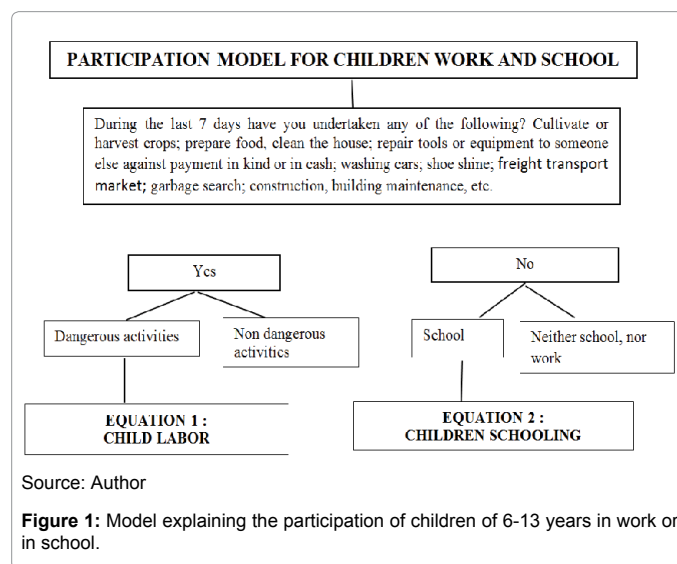 PARTICIPATION MODEL FOR CHILDREN WORK AND SCHOOL
During the last 7 days have you undertaken any of the following? Cultivate or
harvest crops; prepare food, clean the house; repair tools or equipment to someone
else against payment in kind or in cash; washing cars; shoe shine; freight transport
market; garbage search; construction, building maintenance, etc.
Yes
No
Dangerous activities
Non dangerous
activities
School
Neither school, nor
work
EQUATION 1 :
CHILD LABOR
EQUATION 2 :
CHILDREN SCHOOLING
Source: Author
Figure 1: Model explaining the participation of children of 6-13 years in work or
in school.